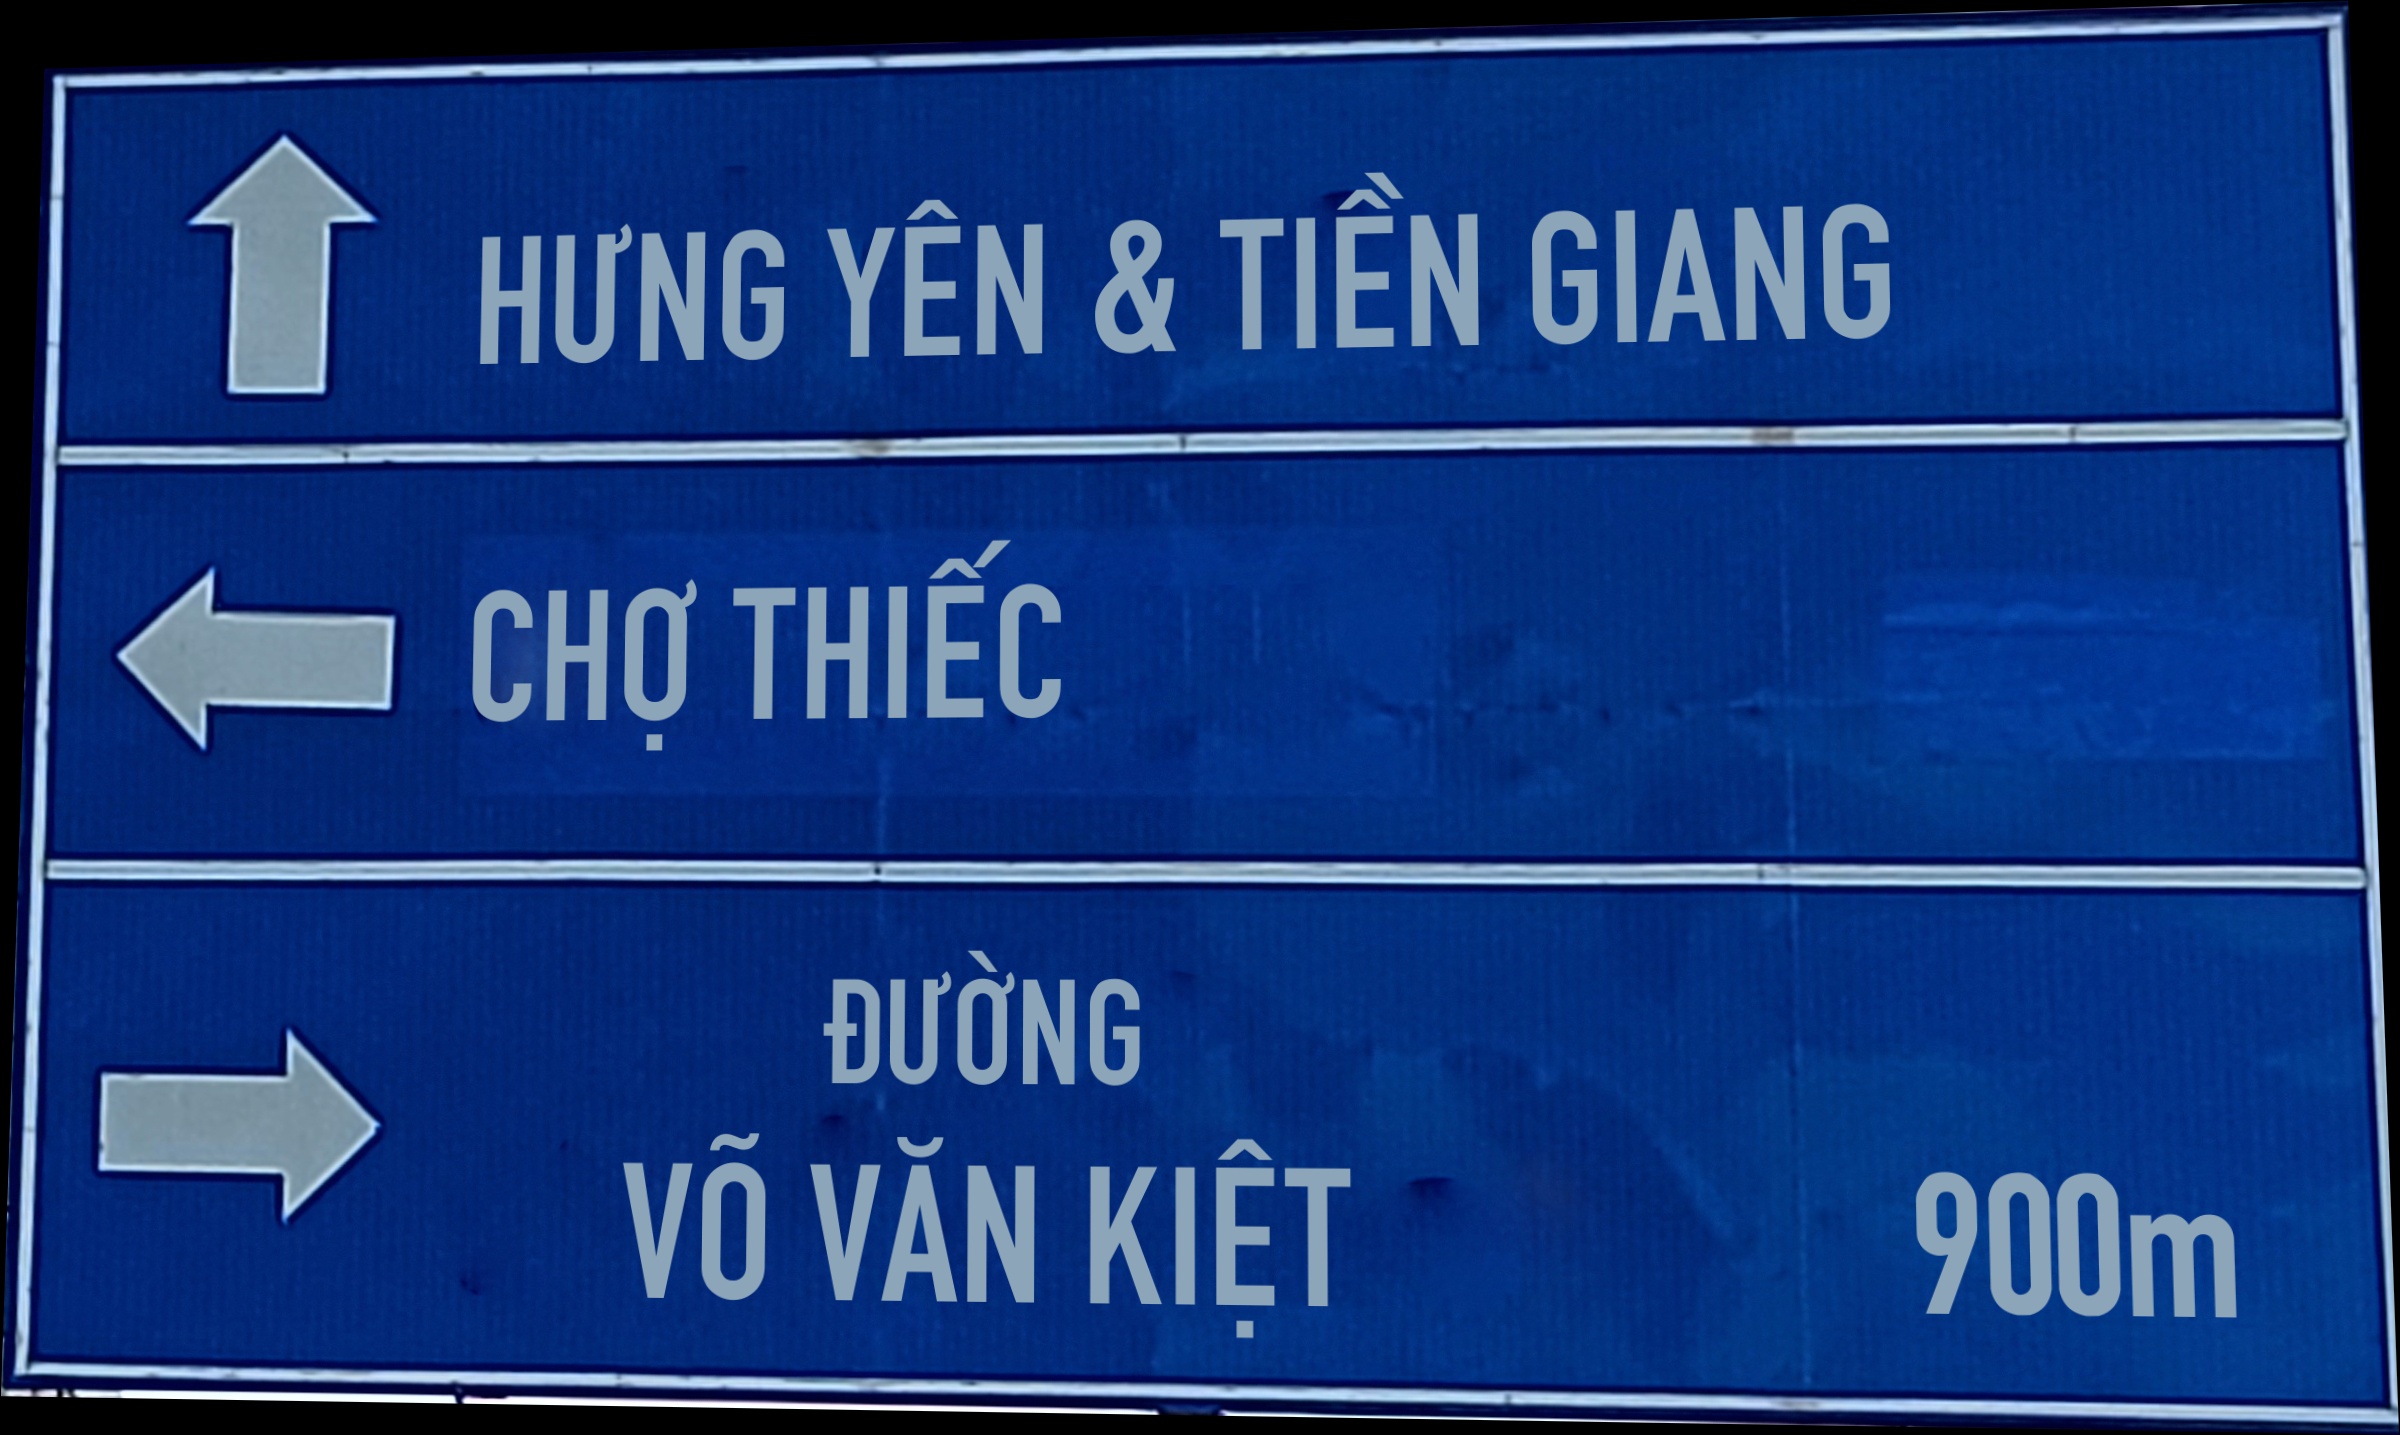 HƯNG YÊN & TIỀN GIANG
CHỢ THIẾC
ĐƯỜNG
VÕ VĂN KIỆT
900m